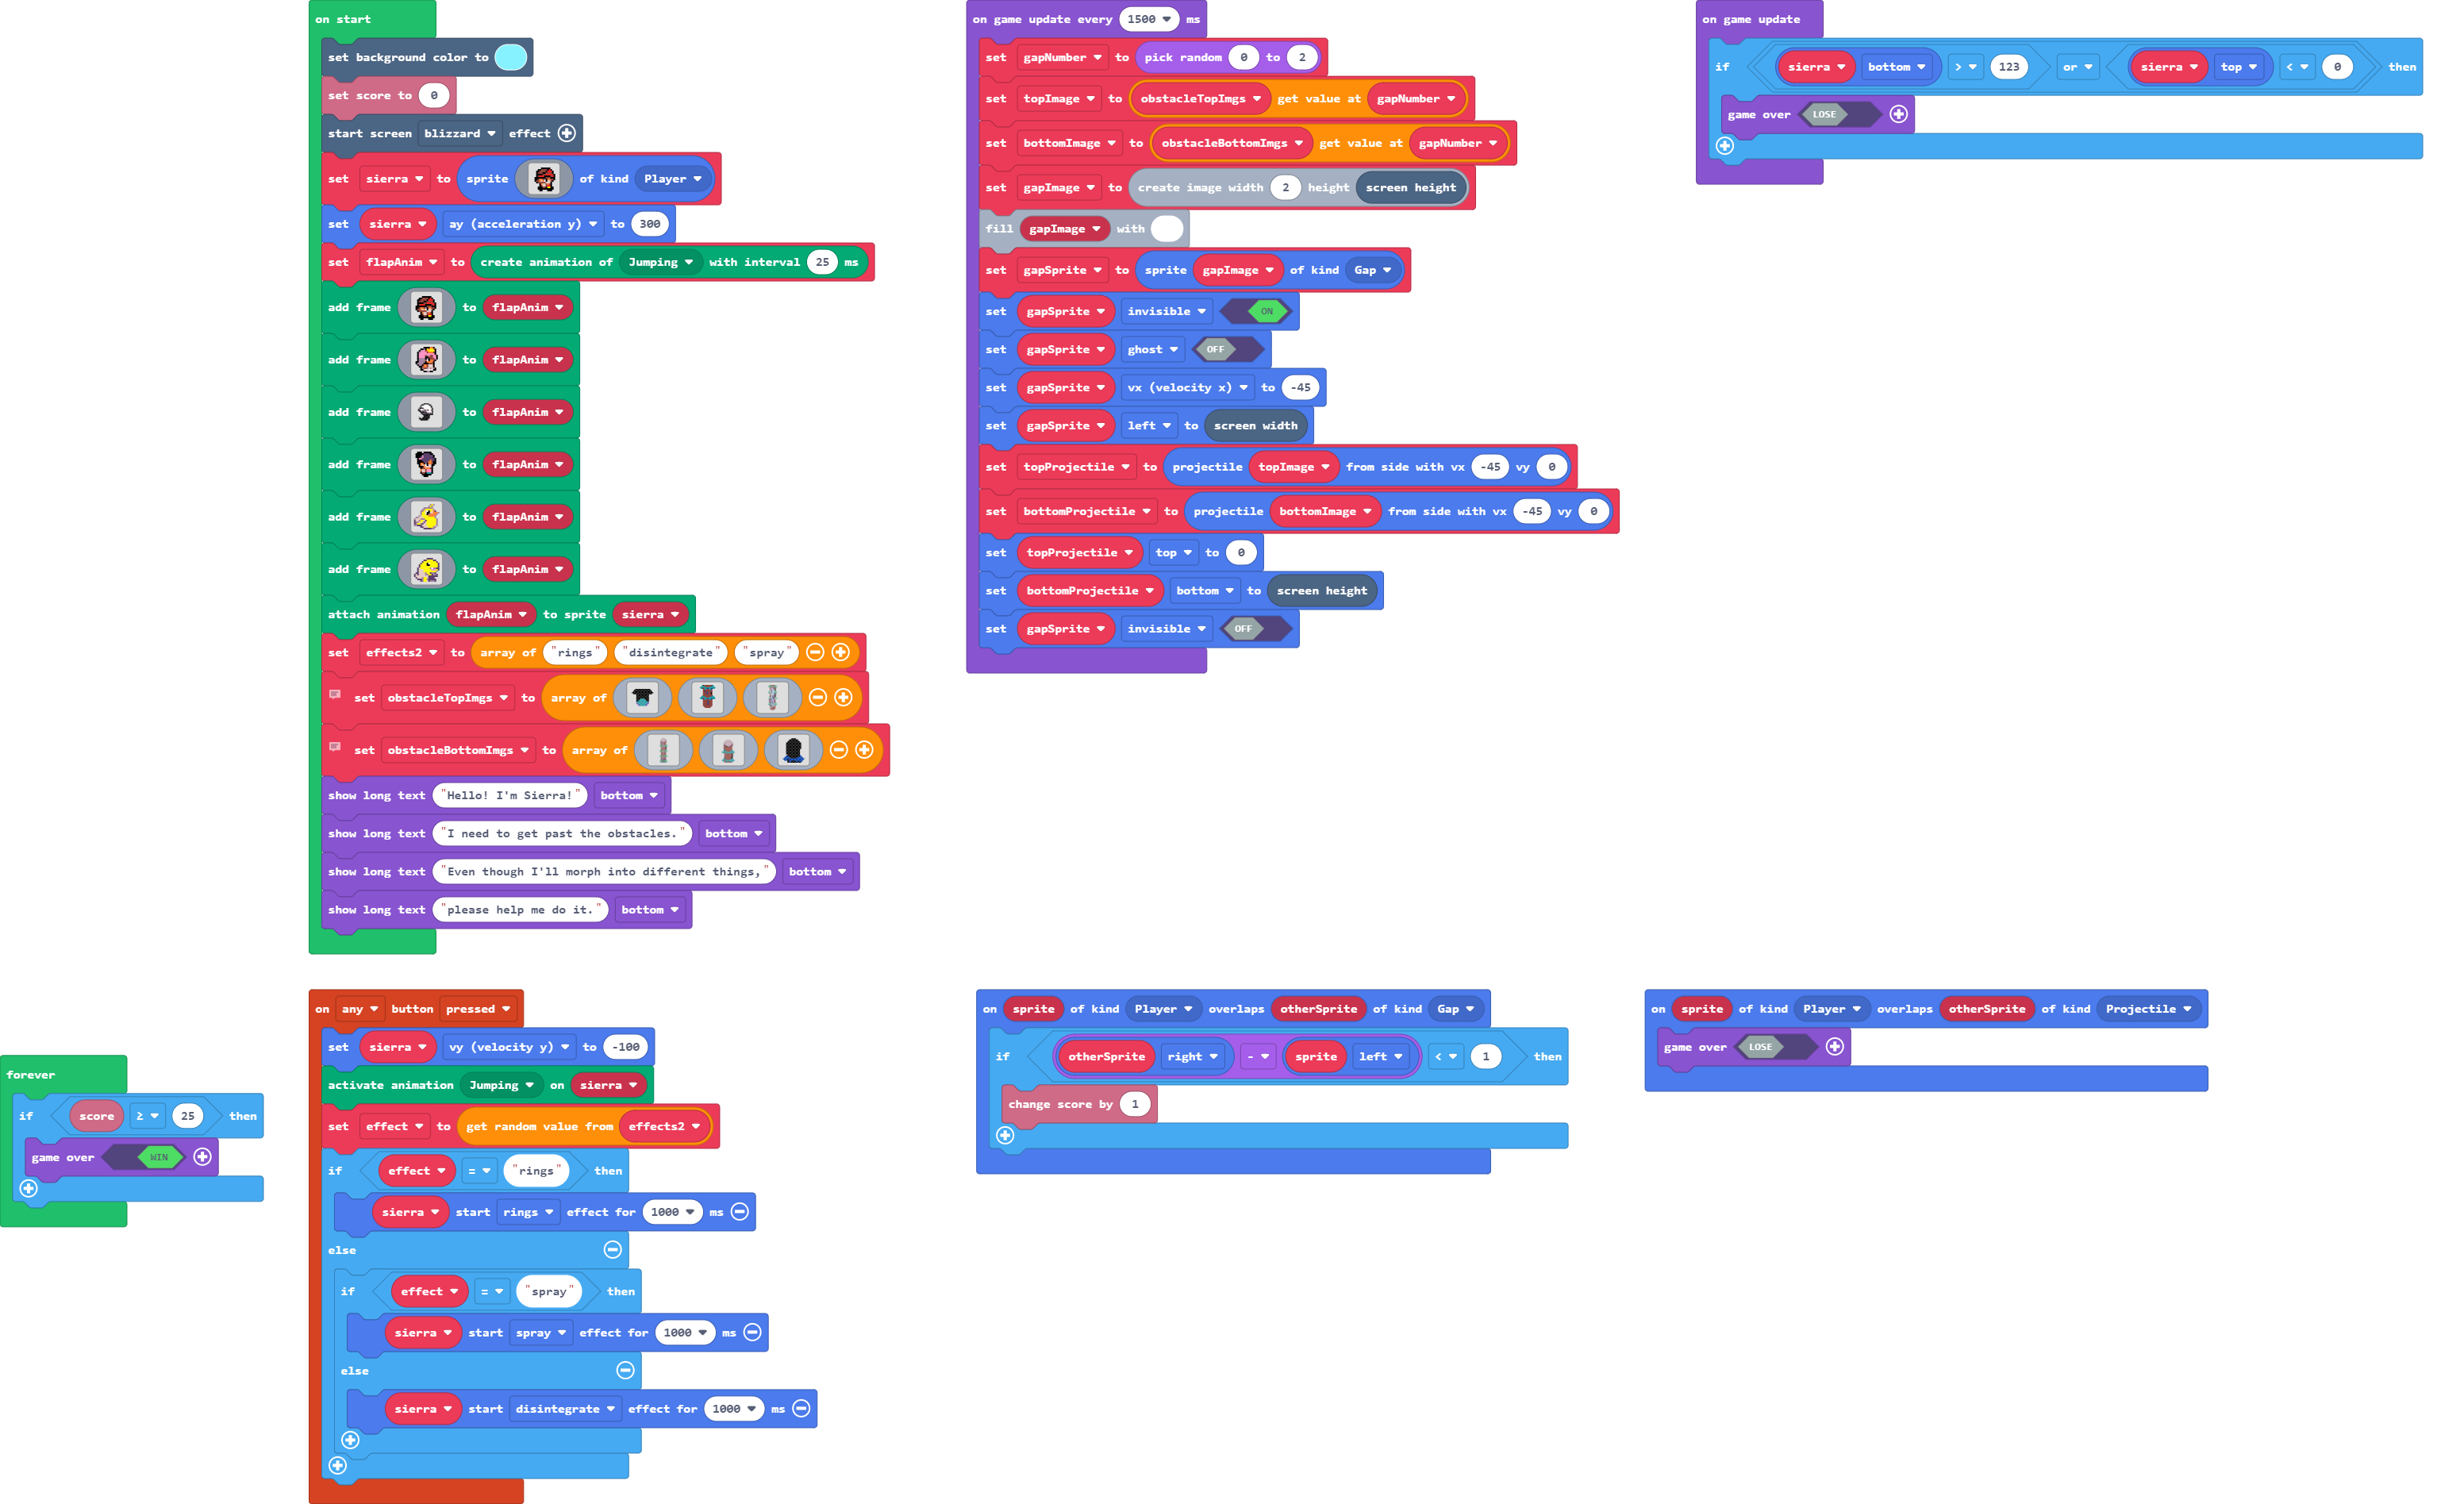 on start
set background color to
set score to 0
start screen blizzard effect
set sierra to sprite of kind Player
set sierra ay (acceleration y) to 300
set flapAnim to create animation of Jumping with interval 25 ms
add frame to flapAnim
add frame to flapAnim
add frame to flapAnim
add frame to flapAnim
add frame to flapAnim
add frame to flapAnim
attach animation flapAnim to sprite sierra
set effects2 to array of "rings" "disintegrate" "spray"
set obstacleTopImgs to array of
set obstacleBottomImgs to array of
show long text "Hello! I'm Sierra!" bottom
show long text "I need to get past the obstacles." bottom
show long text "Even though I'll morph into different things," bottom
show long text "please help me do it." bottom
on game update every 1500 ms
set gapNumber to pick random 0 to 2
set topImage to obstacleTopImgs get value at gapNumber
set bottomImage to obstacleBottomImgs get value at gapNumber
set gapImage to create image width 2 height screen height
fill gapImage with
set gapSprite to sprite gapImage of kind Gap
set gapSprite invisible ON
set gapSprite ghost OFF
set gapSprite vx (velocity x) to -45
set gapSprite left to screen width
set topProjectile to projectile topImage from side with vx -45 vy 0
set bottomProjectile to projectile bottomImage from side with vx -45 vy 0
set topProjectile top to 0
set bottomProjectile bottom to screen height
set gapSprite invisible OFF
on game update
if sierra bottom > 123 or sierra top < 0 then
game over LOSE
forever
if score ≥ 25 then
game over WIN
on any button pressed
set sierra vy (velocity y) to -100
activate animation Jumping on sierra
set effect to get random value from effects2
if effect = "rings" then
sierra start rings effect for 1000 ms
else
if effect = "spray" then
sierra start spray effect for 1000 ms
else
sierra start disintegrate effect for 1000 ms
on sprite of kind Player overlaps otherSprite of kind Gap
if otherSprite right - sprite left < 1 then
change score by 1
on sprite of kind Player overlaps otherSprite of kind Projectile
game over LOSE